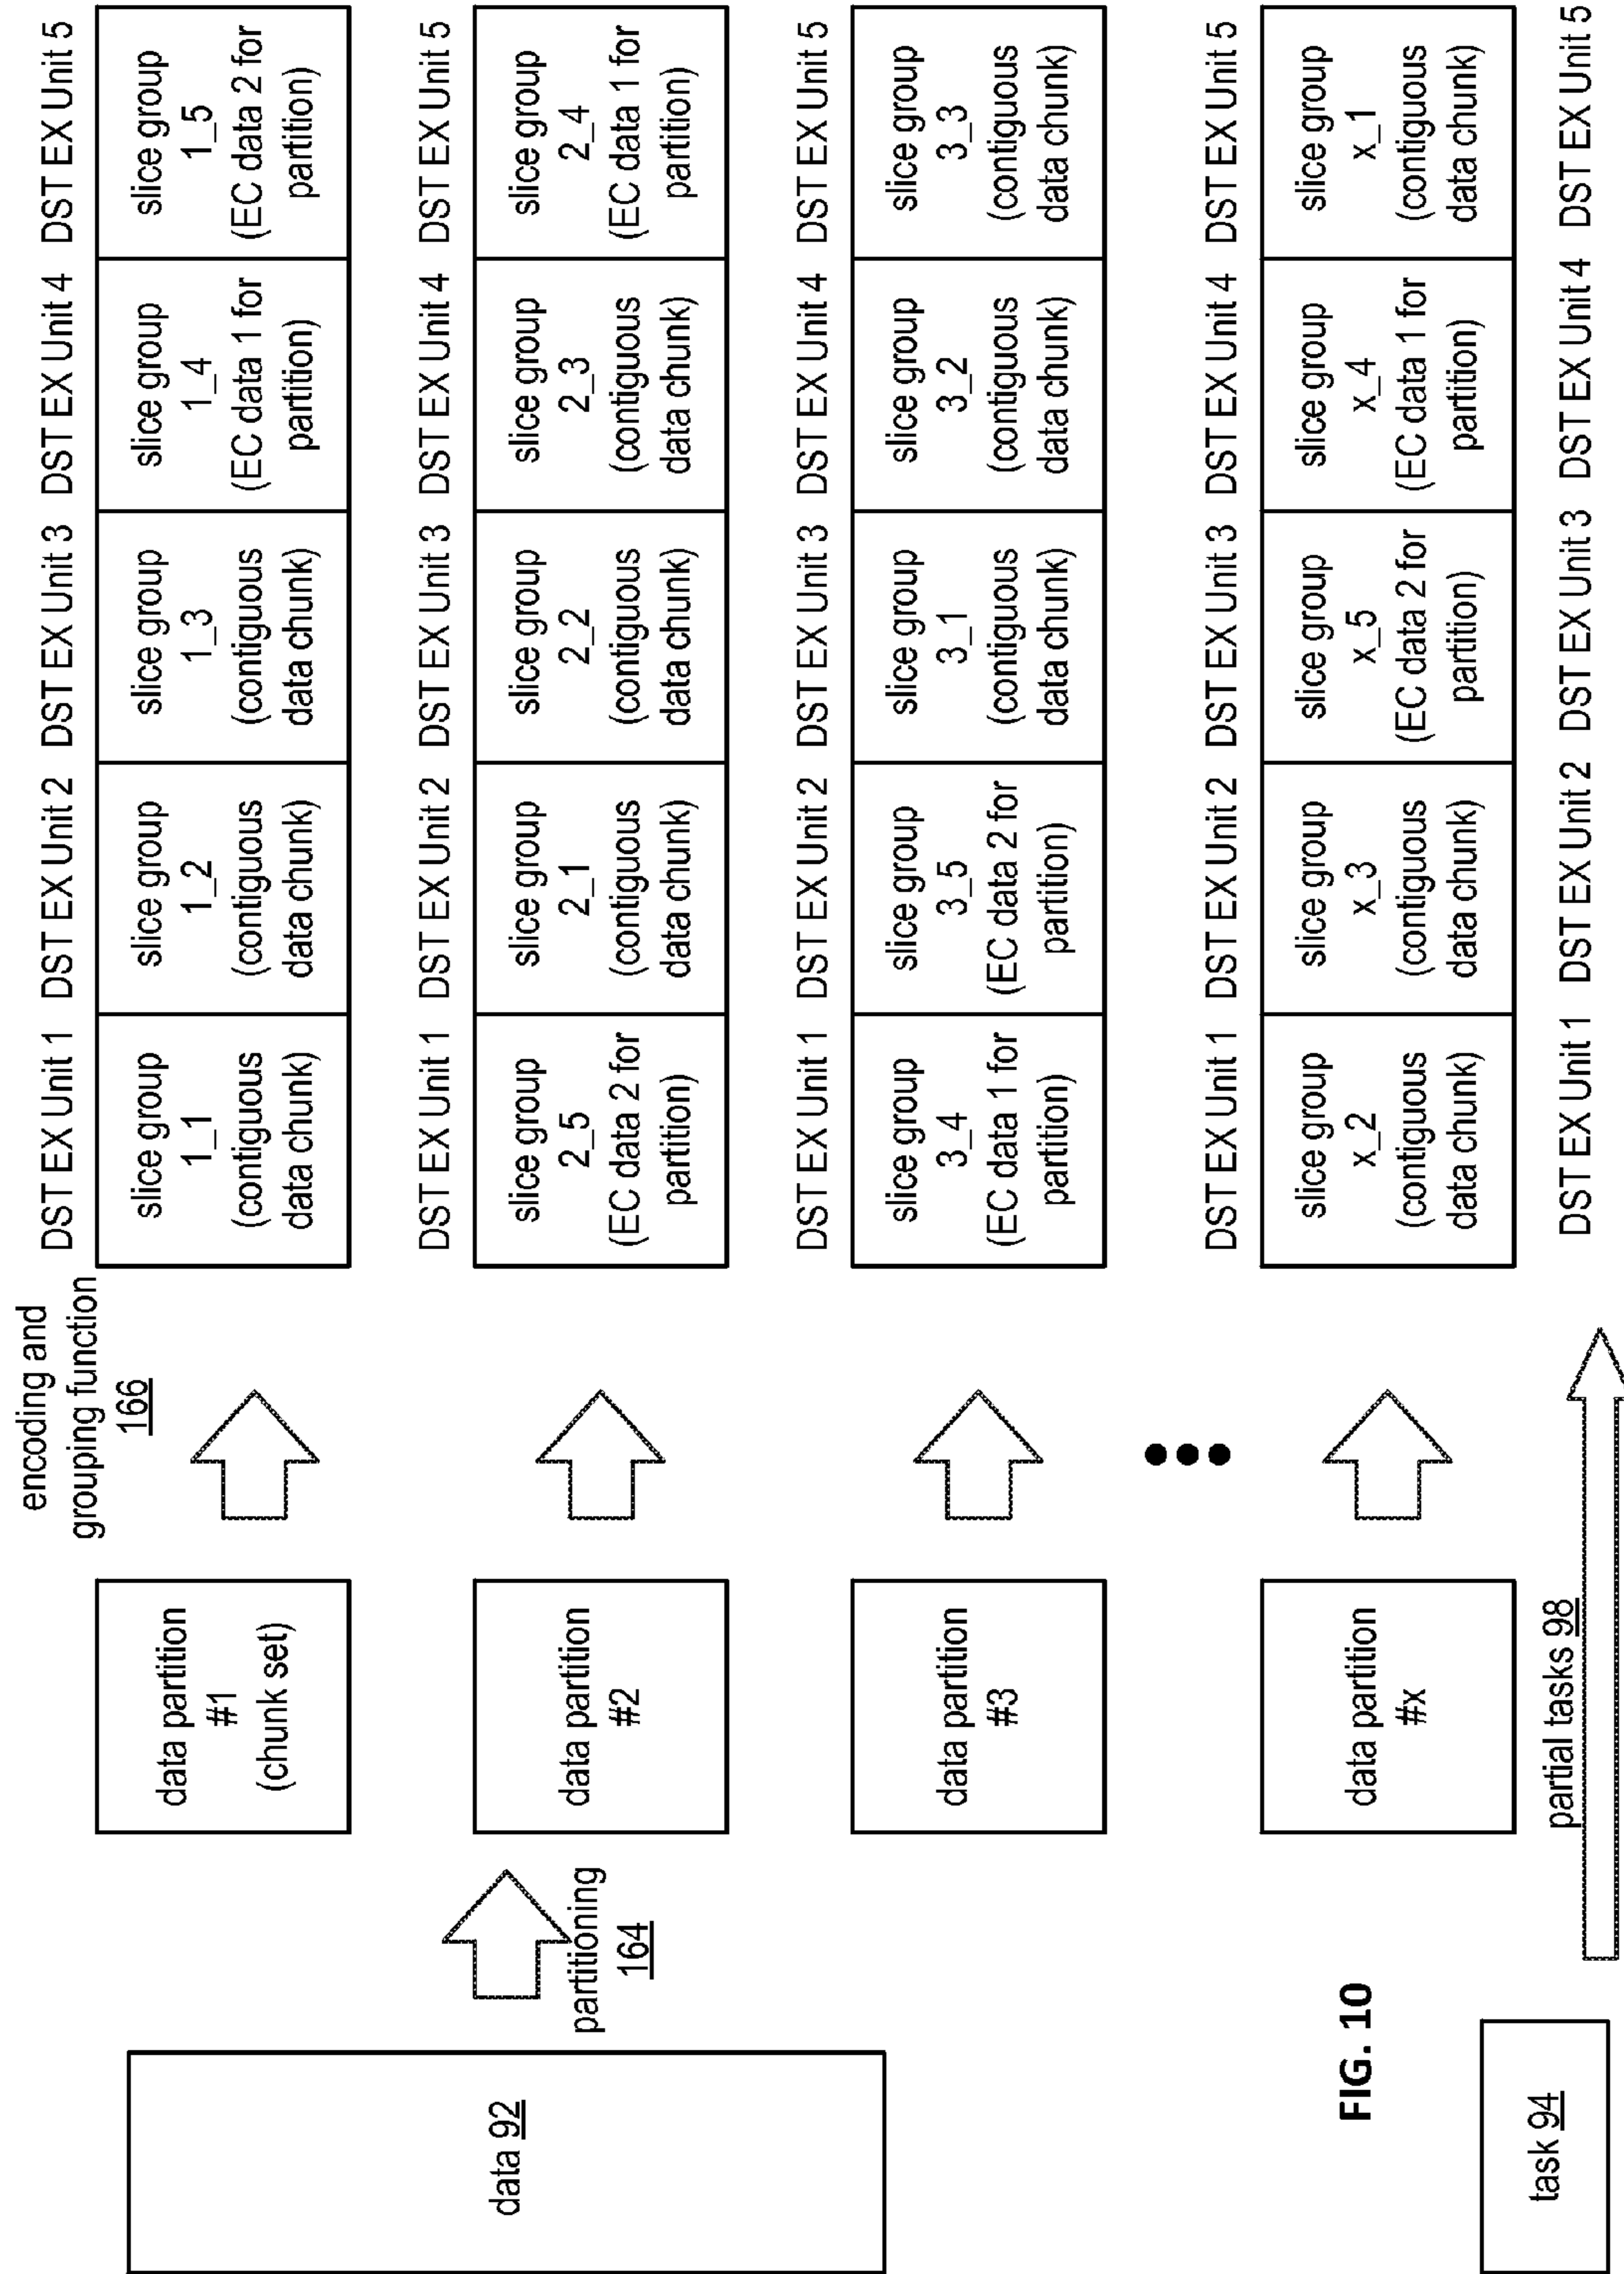 encoding and
grouping function
166
data 92
partitioning
164
data partition
#1
(chunk set)
DST EX Unit 1
DST EX Unit 2
DST EX Unit 3
DST EX Unit 4
DST EX Unit 5
slice group
1_1
(contiguous
data chunk)
slice group
1_2
(contiguous
data chunk)
slice group
1_3
(contiguous
data chunk)
slice group
1_4
(EC data 1 for
partition)
slice group
1_5
(EC data 2 for
partition)
data partition
#2
DST EX Unit 1
DST EX Unit 2
DST EX Unit 3
DST EX Unit 4
DST EX Unit 5
slice group
2_5
(EC data 2 for
partition)
slice group
2_1
(contiguous
data chunk)
slice group
2_2
(contiguous
data chunk)
slice group
2_3
(contiguous
data chunk)
slice group
2_4
(EC data 1 for
partition)
data partition
#3
DST EX Unit 1
DST EX Unit 2
DST EX Unit 3
DST EX Unit 4
DST EX Unit 5
slice group
3_4
(EC data 1 for
partition)
slice group
3_5
(EC data 2 for
partition)
slice group
3_1
(contiguous
data chunk)
slice group
3_2
(contiguous
data chunk)
slice group
3_3
(contiguous
data chunk)
data partition
#x
DST EX Unit 1
DST EX Unit 2
DST EX Unit 3
DST EX Unit 4
DST EX Unit 5
slice group
x_2
(contiguous
data chunk)
slice group
x_3
(contiguous
data chunk)
slice group
x_5
(EC data 2 for
partition)
slice group
x_4
(EC data 1 for
partition)
slice group
x_1
(contiguous
data chunk)
FIG. 10
task 94
partial tasks 98
DST EX Unit 1
DST EX Unit 2
DST EX Unit 3
DST EX Unit 4
DST EX Unit 5